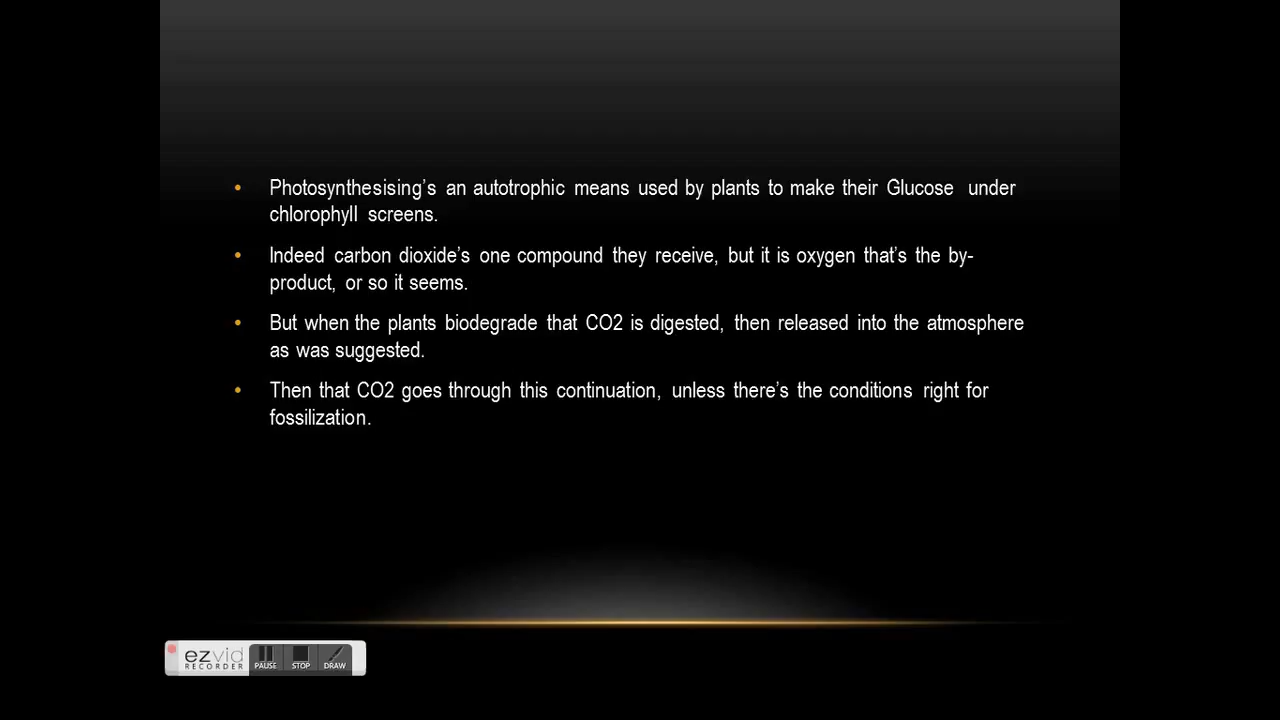 • Photosynthesising's an autotrophic means used by plants to make their Glucose under
chlorophyll screens.
• Indeed carbon dioxide's one compound they receive, but it is oxygen that's the by-
product, or so it seems.
• But when the plants biodegrade that CO2 is digested, then released into the atmosphere
as was suggested.
• Then that CO2 goes through this continuation, unless there's the conditions right for
fossilization.
ezvid
RECORDER
PAUSE STOP DRAW